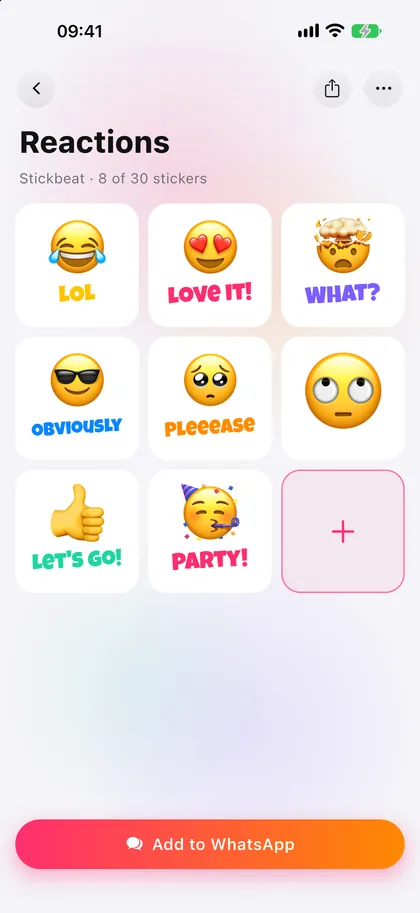 09:41
Reactions
Stickbeat · 8 of 30 stickers
LOL
LOVE IT!
WHAT?
OBVIOUSLY
PLeeeASE
LeT'S GO!
PARTY!
Add to WhatsApp